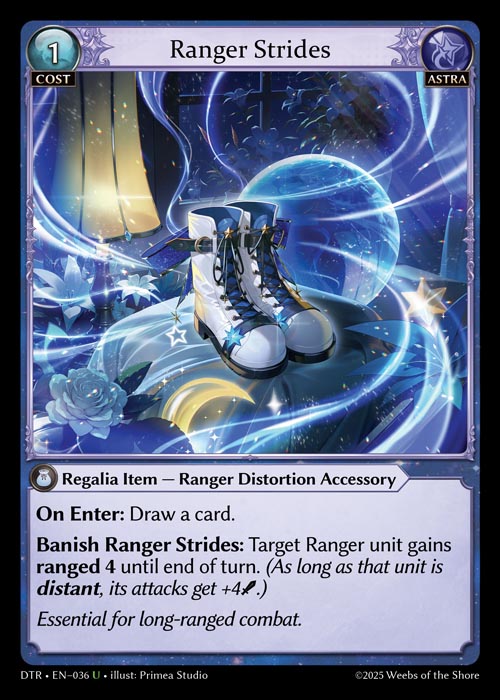 1
Ranger Strides
COST
ASTRA
Regalia Item — Ranger Distortion Accessory
On Enter: Draw a card.
Banish Ranger Strides: Target Ranger unit gains
ranged 4 until end of turn. (As long as that unit is
distant, its attacks get +4.)
Essential for long-ranged combat.
DTR • EN–036 U • illust: Primea Studio
©2025 Weebs of the Shore